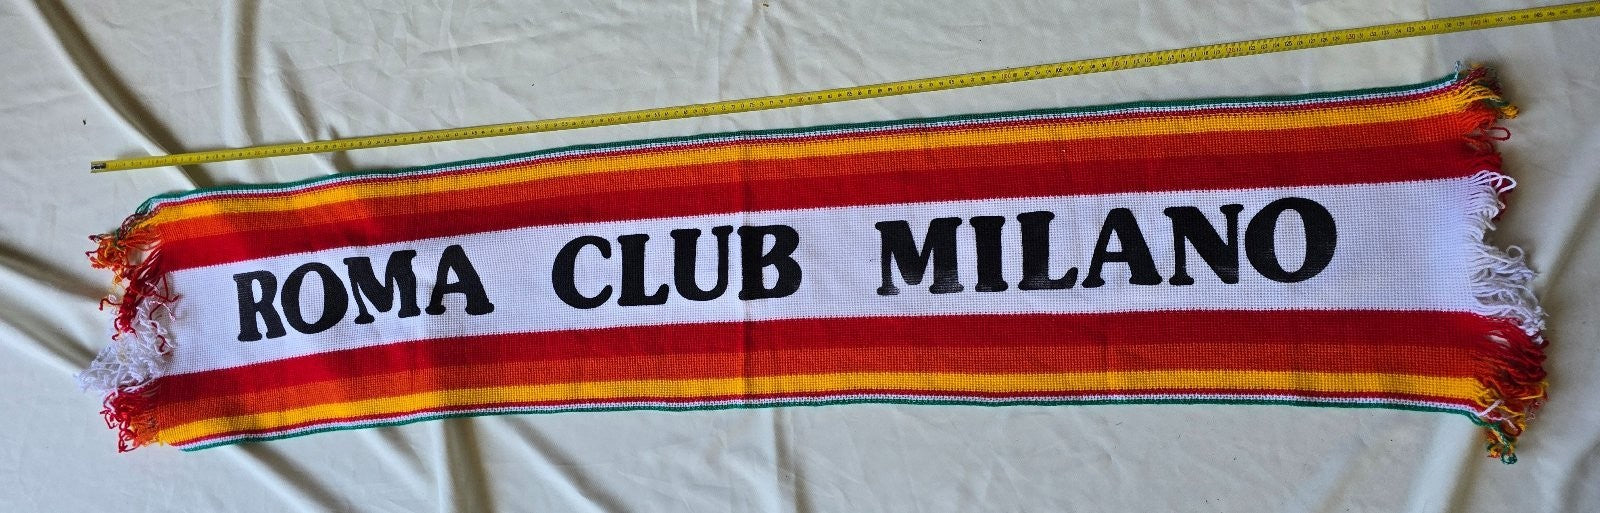 ROMA CLUB MILANO